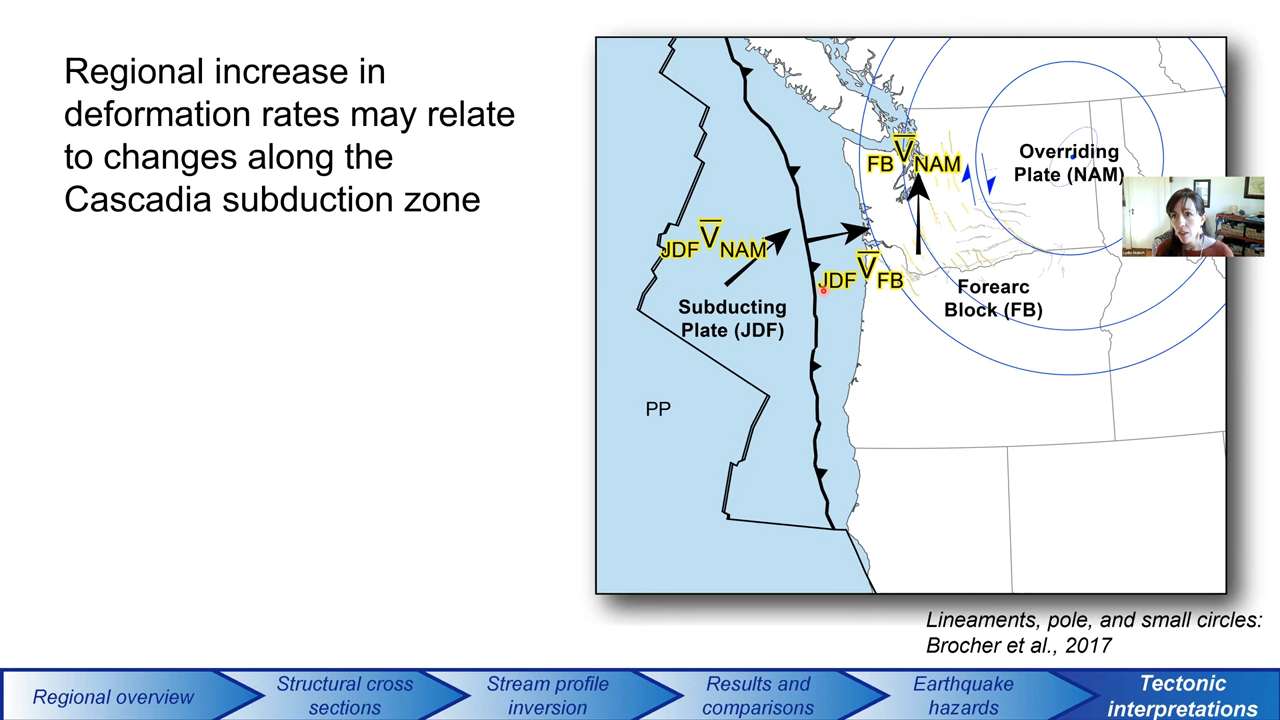 Regional increase in
deformation rates may relate
to changes along the
Cascadia subduction zone
Overriding
Plate (NAM)
FB V̅ NAM
JDF V̅ NAM
JDF V̅ FB
Subducting
Plate (JDF)
Forearc
Block (FB)
PP
Lineaments, pole, and small circles:
Brocher et al., 2017
Regional overview
Structural cross
sections
Stream profile
inversion
Results and
comparisons
Earthquake
hazards
Tectonic
interpretations